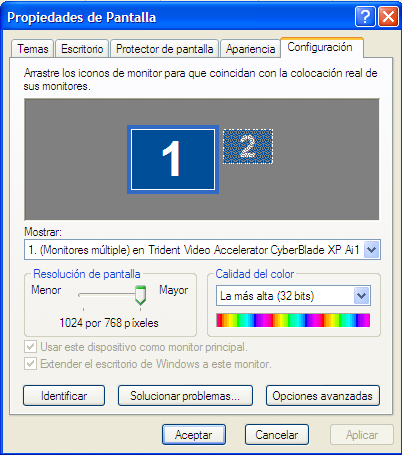 Propiedades de Pantalla
Temas Escritorio Protector de pantalla Apariencia Configuración
Arrastre los iconos de monitor para que coincidan con la colocación real de
sus monitores.
1 2
Mostrar:
1. (Monitores múltiple) en Trident Video Accelerator CyberBlade XP Ai1
Resolución de pantalla
Menor Mayor
1024 por 768 píxeles
Calidad del color
La más alta (32 bits)
Usar este dispositivo como monitor principal.
Extender el escritorio de Windows a este monitor.
Identificar Solucionar problemas... Opciones avanzadas
Aceptar Cancelar Aplicar